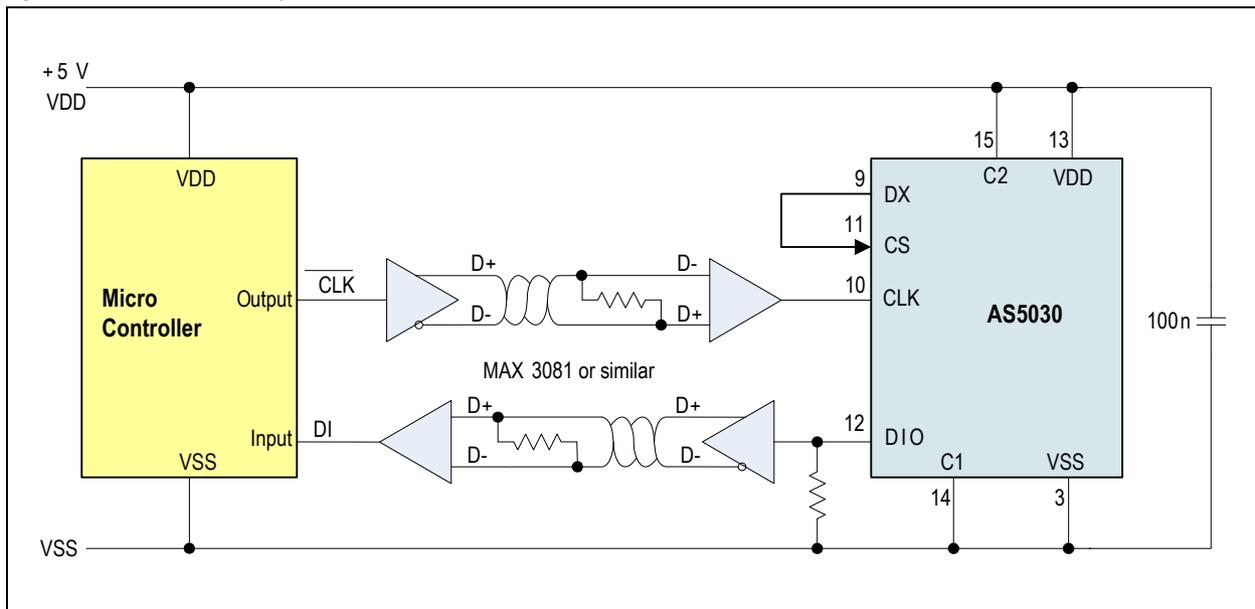 +5 V
VDD
15
13
VDD
C2
VDD
9
DX
11
CS
D+
D-
CLK
Output
10
CLK
Micro
Controller
D-
D+
AS5030
100n
MAX 3081 or similar
D+
D+
12
DI
Input
DIO
D-
D-
VSS
C1
VSS
14
3
VSS